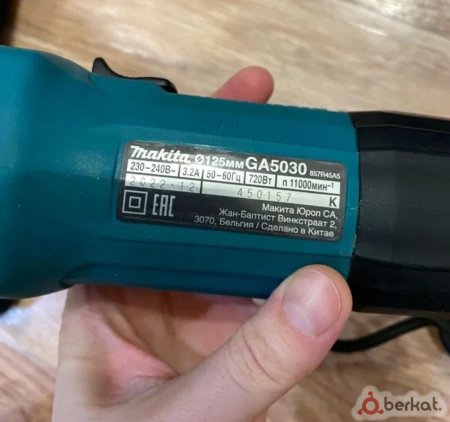 makita Ø125мм GA5030 857R45A5
230-240В~ 3.2А 50-60Гц 720Вт n 11000мин⁻¹
2022.12 450157 K
EAC Макита Юроп СА,
Жан-Баптист Винкстраат 2,
3070, Бельгия / Сделано в Китае
berkat.